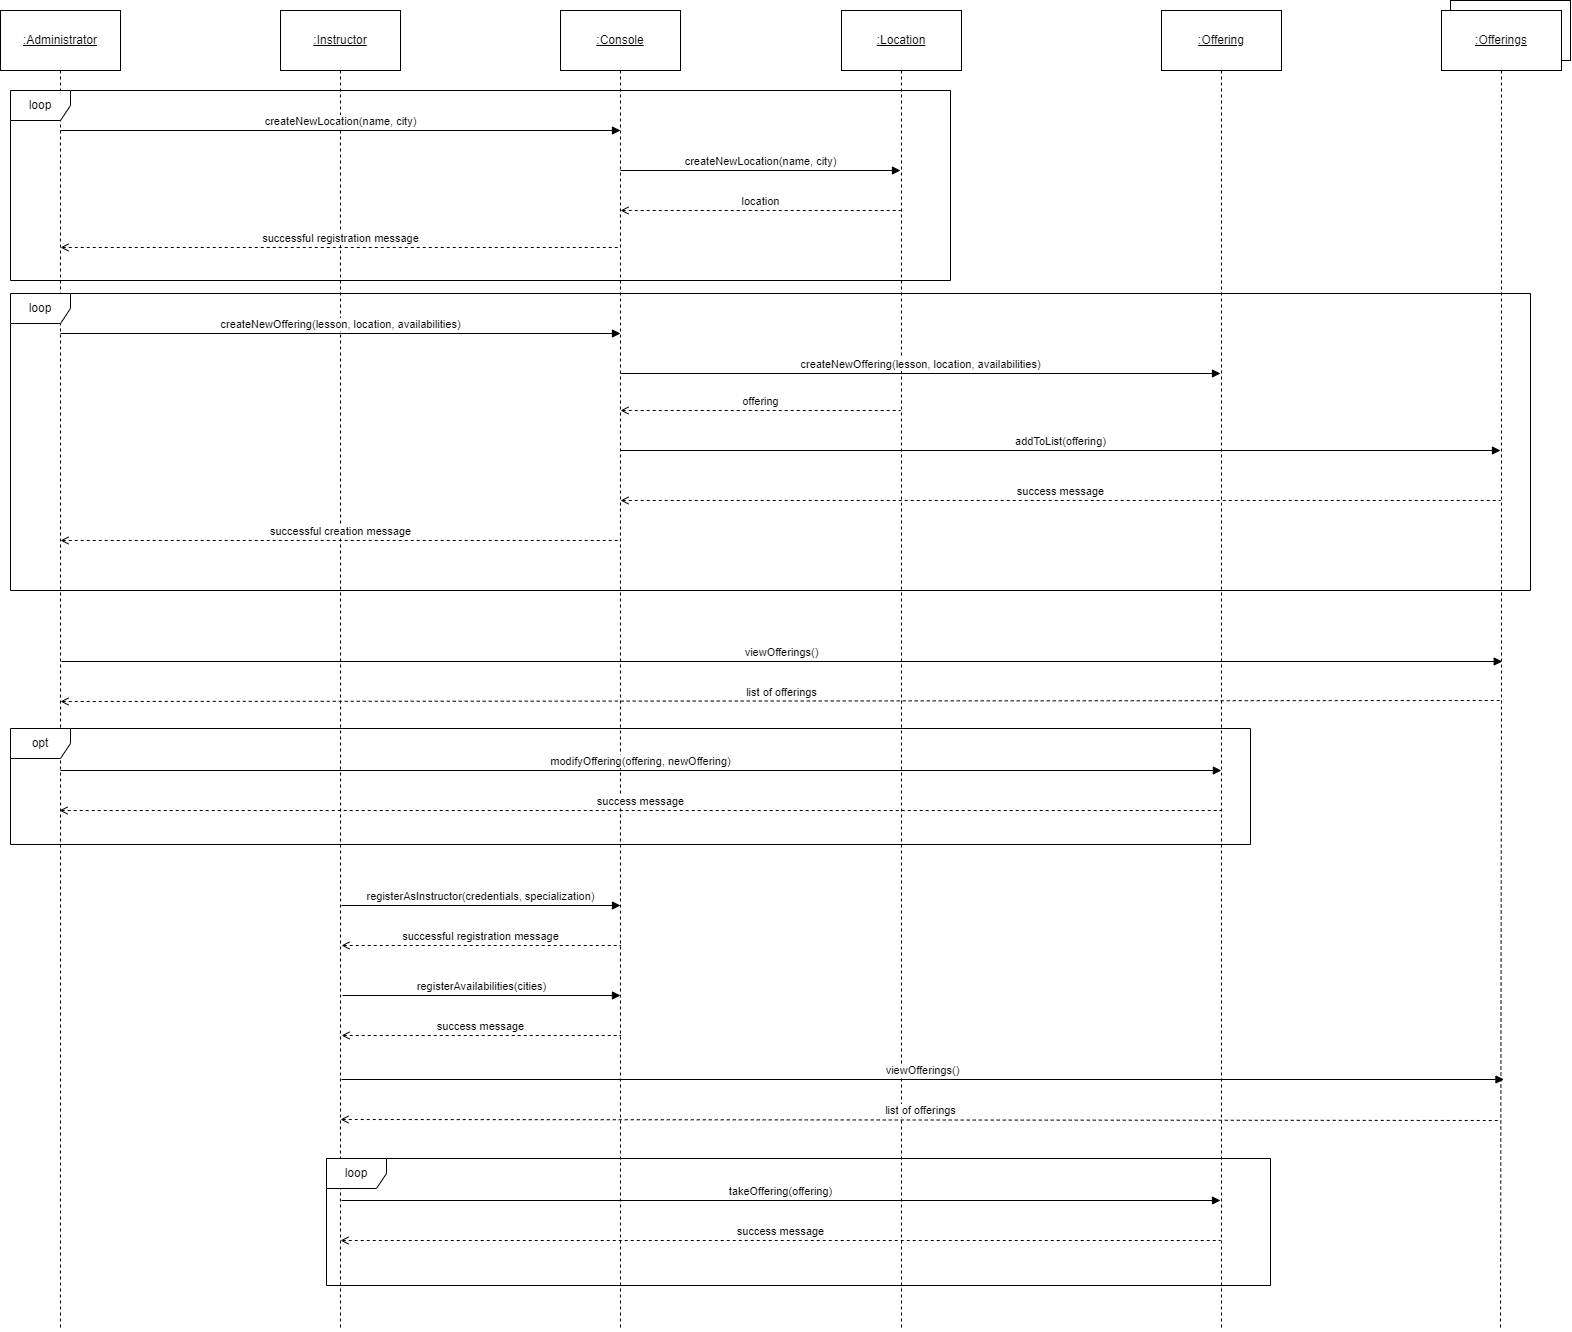 :Administrator
:Instructor
:Console
:Location
:Offering
:Offerings
loop
createNewLocation(name, city)
createNewLocation(name, city)
location
successful registration message
loop
createNewOffering(lesson, location, availabilities)
createNewOffering(lesson, location, availabilities)
offering
addToList(offering)
success message
successful creation message
viewOfferings()
list of offerings
opt
modifyOffering(offering, newOffering)
success message
registerAsInstructor(credentials, specialization)
successful registration message
registerAvailabilities(cities)
success message
viewOfferings()
list of offerings
loop
takeOffering(offering)
success message